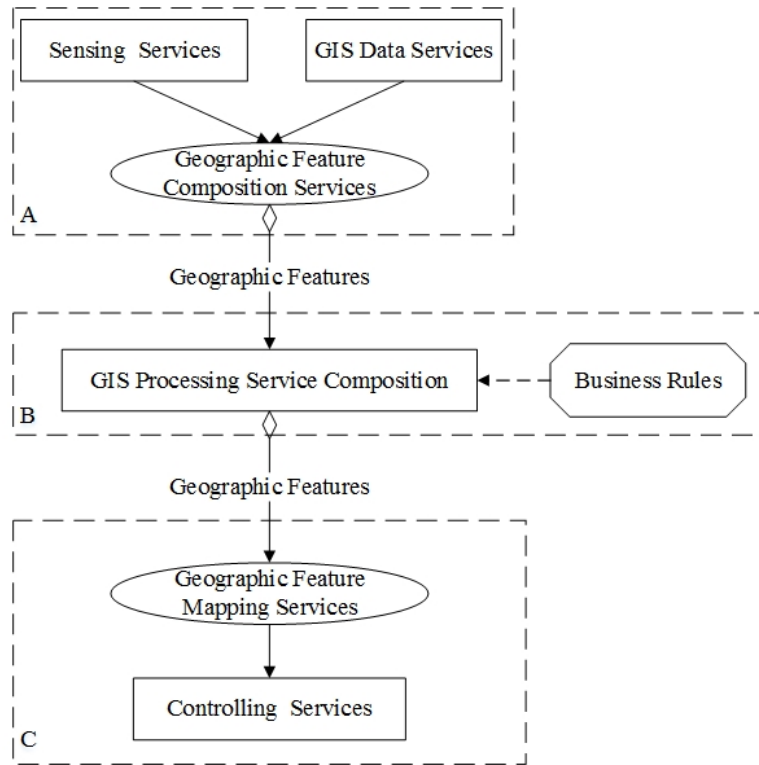 Sensing Services
GIS Data Services
Geographic Feature
Composition Services
A
Geographic Features
GIS Processing Service Composition
Business Rules
B
Geographic Features
Geographic Feature
Mapping Services
Controlling Services
C